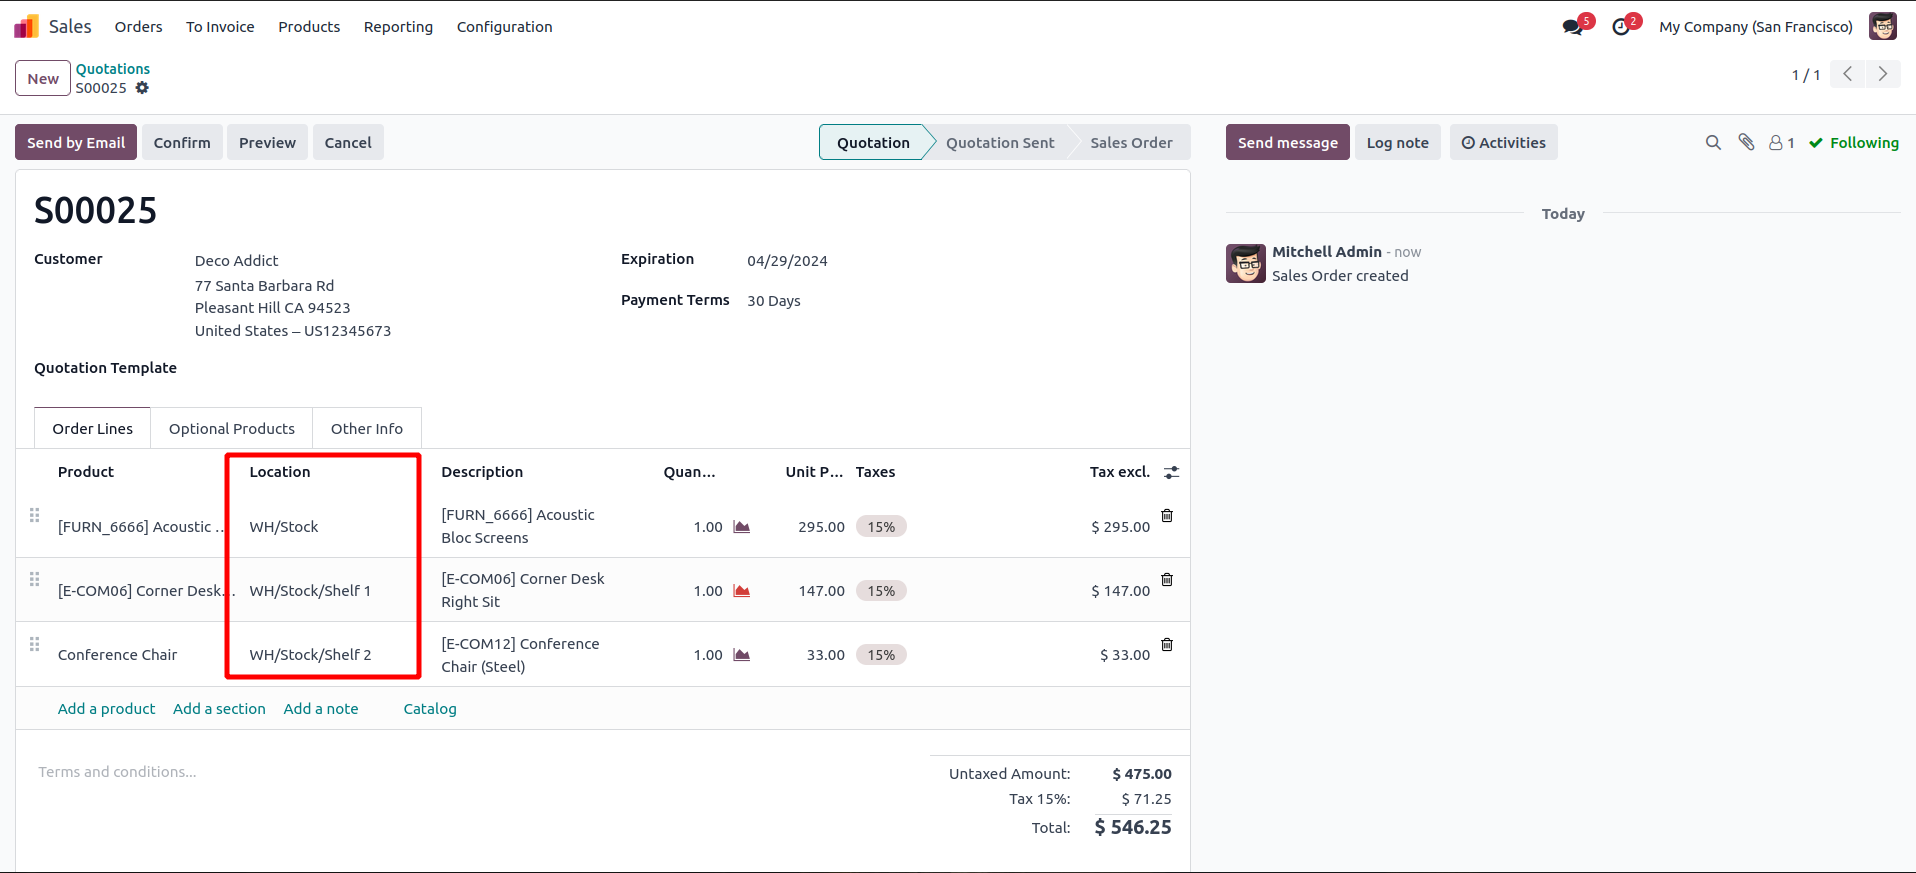 Sales Orders To Invoice Products Reporting Configuration 5 2 My Company (San Francisco)
New Quotations
S00025
1 / 1
Send by Email Confirm Preview Cancel Quotation Quotation Sent Sales Order Send message Log note Activities 1 Following
S00025
Today
Customer Deco Addict Expiration 04/29/2024
77 Santa Barbara Rd
Pleasant Hill CA 94523 Payment Terms 30 Days
United States – US12345673
Mitchell Admin - now
Sales Order created
Quotation Template
Order Lines Optional Products Other Info
Product Location Description Quan... Unit P... Taxes Tax excl.
[FURN_6666] Acoustic ... WH/Stock [FURN_6666] Acoustic 1.00 295.00 15% $ 295.00
Bloc Screens
[E-COM06] Corner Desk... WH/Stock/Shelf 1 [E-COM06] Corner Desk 1.00 147.00 15% $ 147.00
Right Sit
Conference Chair WH/Stock/Shelf 2 [E-COM12] Conference 1.00 33.00 15% $ 33.00
Chair (Steel)
Add a product Add a section Add a note Catalog
Terms and conditions...
Untaxed Amount: $ 475.00
Tax 15%: $ 71.25
Total: $ 546.25